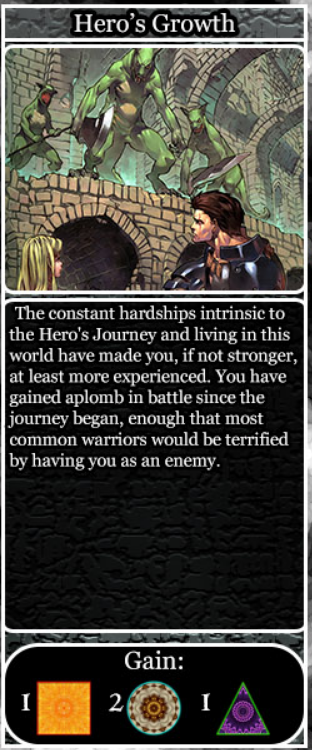 Hero's Growth
The constant hardships intrinsic to
the Hero's Journey and living in this
world have made you, if not stronger,
at least more experienced. You have
gained aplomb in battle since the
journey began, enough that most
common warriors would be terrified
by having you as an enemy.
Gain:
1 2 1